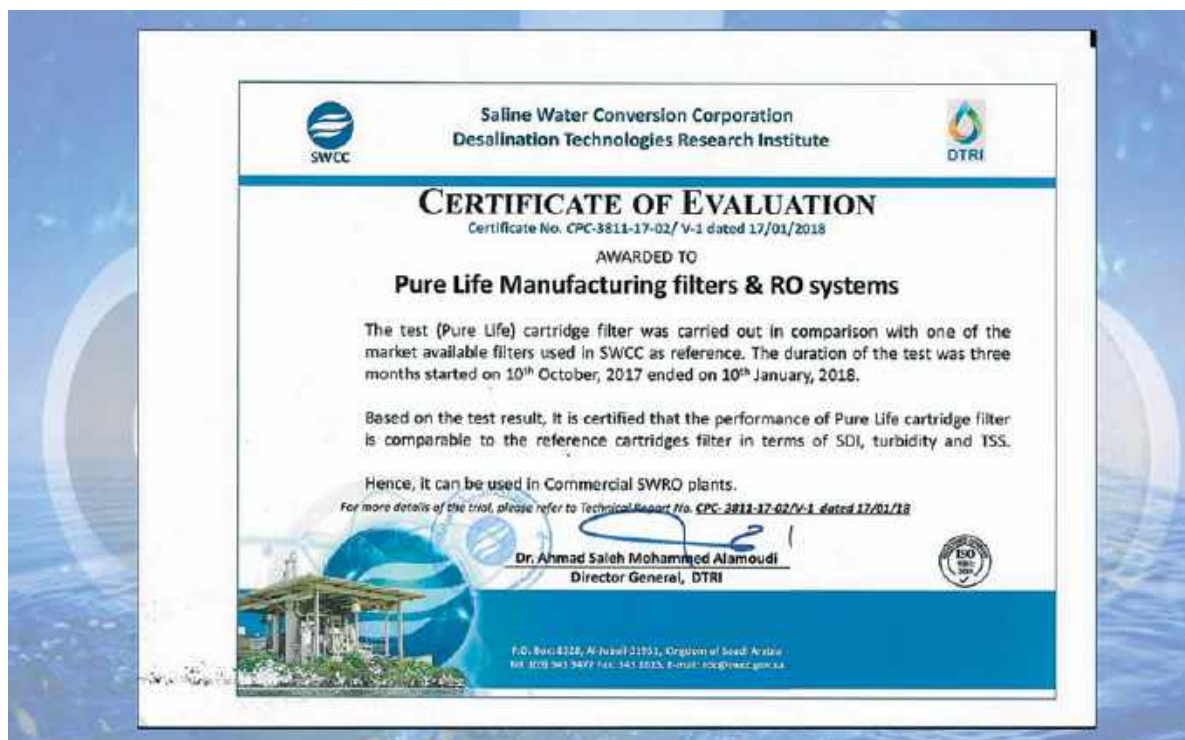 Saline Water Conversion Corporation
Desalination Technologies Research Institute
SWCC
DTRI
CERTIFICATE OF EVALUATION
Certificate No. CPC-3811-17-02/ V-1 dated 17/01/2018
AWARDED TO
Pure Life Manufacturing filters & RO systems
The test (Pure Life) cartridge filter was carried out in comparison with one of the
market available filters used in SWCC as reference. The duration of the test was three
months started on 10th October, 2017 ended on 10th January, 2018.
Based on the test result, It is certified that the performance of Pure Life cartridge filter
is comparable to the reference cartridges filter in terms of SDI, turbidity and TSS.
Hence, it can be used in Commercial SWRO plants.
For more details of the trial, please refer to Technical Report No. CPC- 3811-17-02/V-1 dated 17/01/18
Dr. Ahmad Saleh Mohammed Alamoudi
Director General, DTRI
ISO
P.O. Box: Al-Jubail 31951, Kingdom of Saudi Arabia
Tel. Fax: E-mail: